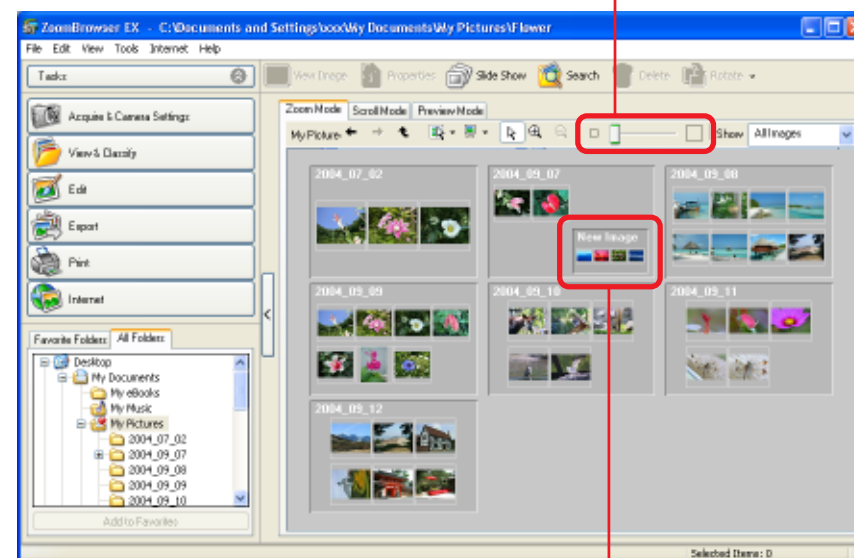 ZoomBrowser EX - C:\Documents and Settings\xxx\My Documents\My Pictures\Flower
File Edit View Tools Internet Help
Tasks
View Image Properties Slide Show Search Delete Rotate
Acquire & Camera Settings
View & Classify
Edit
Export
Print
Internet
Favorite Folders All Folders
Desktop
My Documents
My eBooks
My Music
My Pictures
2004_07_02
2004_09_07
2004_09_08
2004_09_09
2004_09_10
Add to Favorites
Zoom Mode Scroll Mode Preview Mode
My Picture Show All Images
2004_07_02 2004_09_07 2004_09_08
New Image
2004_09_09 2004_09_10 2004_09_11
2004_09_12
Selected Items: 0